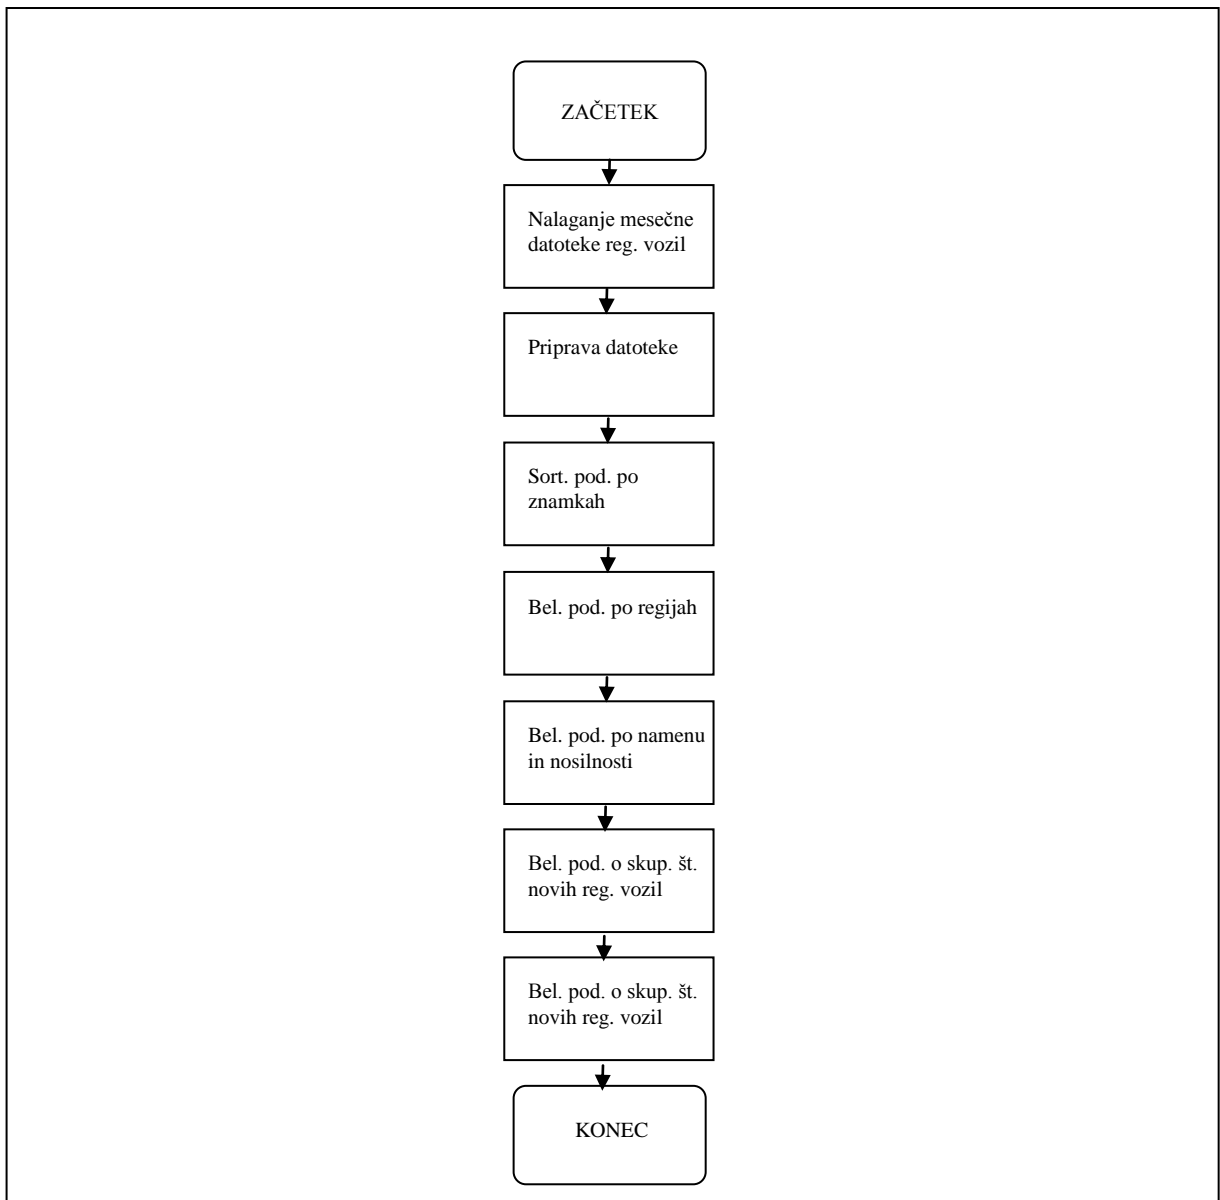 ZAČETEK
Nalaganje mesečne
datoteke reg. vozil
Priprava datoteke
Sort. pod. po
znamkah
Bel. pod. po regijah
Bel. pod. po namenu
in nosilnosti
Bel. pod. o skup. št.
novih reg. vozil
Bel. pod. o skup. št.
novih reg. vozil
KONEC